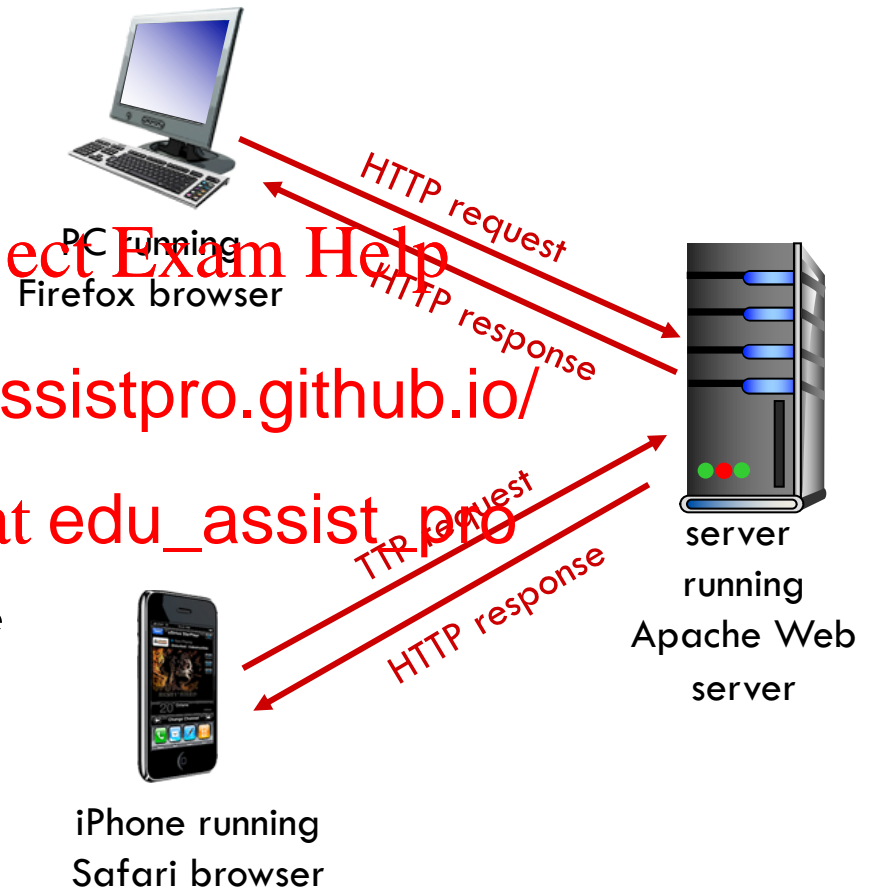 HTTP request
PC running
ect Exam Help
Firefox browser
HTTP response
ssistpro.github.io/
at edu_assist_pro
TTP request
server
running
Apache Web
server
e
HTTP response
iPhone running
Safari browser